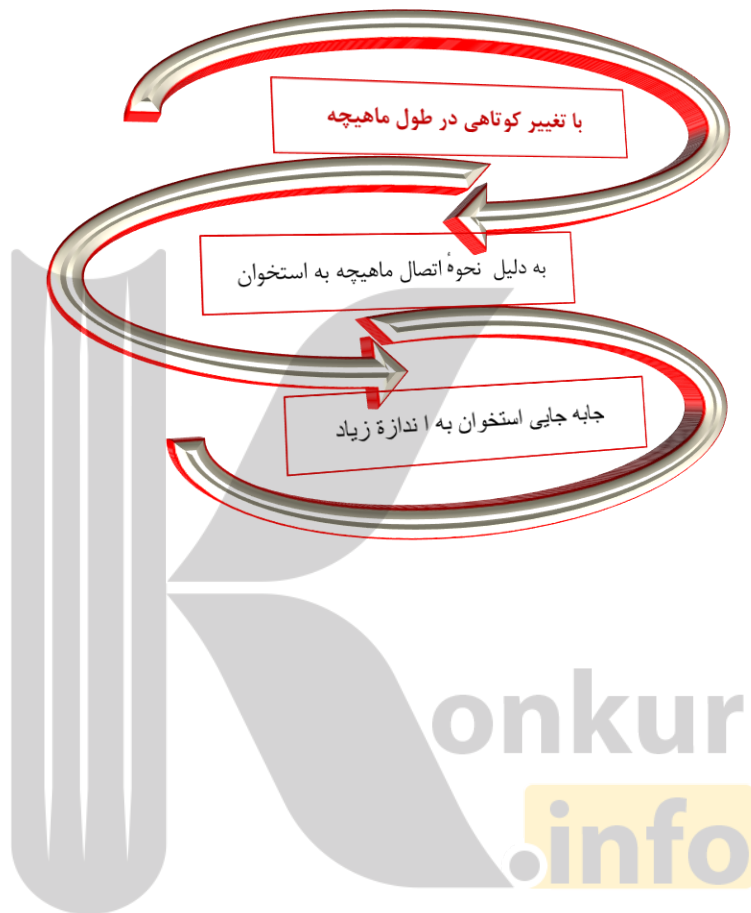 با تغییر کوتاهی در طول ماهیچه
به دلیل نحوهٔ اتصال ماهیچه به استخوان
جابه جایی استخوان به ا ندازة زیاد
Konkur
.info